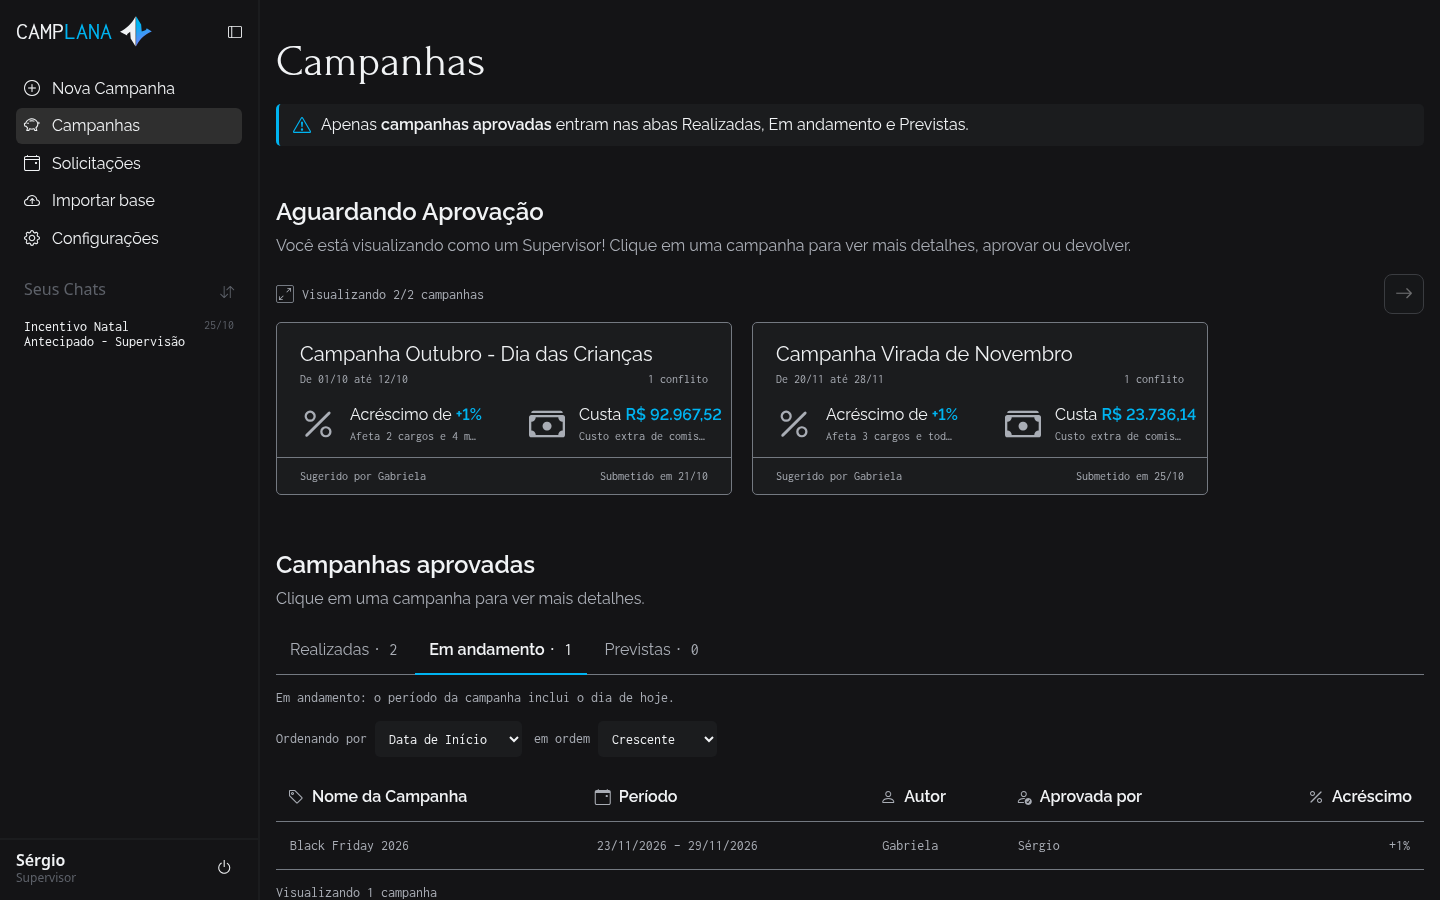 CAMPLANA
Nova Campanha
Campanhas
Solicitações
Importar base
Configurações
Seus Chats
Incentivo Natal 25/10
Antecipado - Supervisão
Sérgio
Supervisor
Campanhas
Apenas campanhas aprovadas entram nas abas Realizadas, Em andamento e Previstas.
Aguardando Aprovação
Você está visualizando como um Supervisor! Clique em uma campanha para ver mais detalhes, aprovar ou devolver.
Visualizando 2/2 campanhas
Campanha Outubro - Dia das Crianças
De 01/10 até 12/10 1 conflito
Acréscimo de +1% Custa R$ 92.967,52
Afeta 2 cargos e 4 m… Custo extra de comis…
Sugerido por Gabriela Submetido em 21/10
Campanha Virada de Novembro
De 20/11 até 28/11 1 conflito
Acréscimo de +1% Custa R$ 23.736,14
Afeta 3 cargos e tod… Custo extra de comis…
Sugerido por Gabriela Submetido em 25/10
Campanhas aprovadas
Clique em uma campanha para ver mais detalhes.
Realizadas · 2 Em andamento · 1 Previstas · 0
Em andamento: o período da campanha inclui o dia de hoje.
Ordenando por Data de Início em ordem Crescente
Nome da Campanha Período Autor Aprovada por Acréscimo
Black Friday 2026 23/11/2026 – 29/11/2026 Gabriela Sérgio +1%
Visualizando 1 campanha